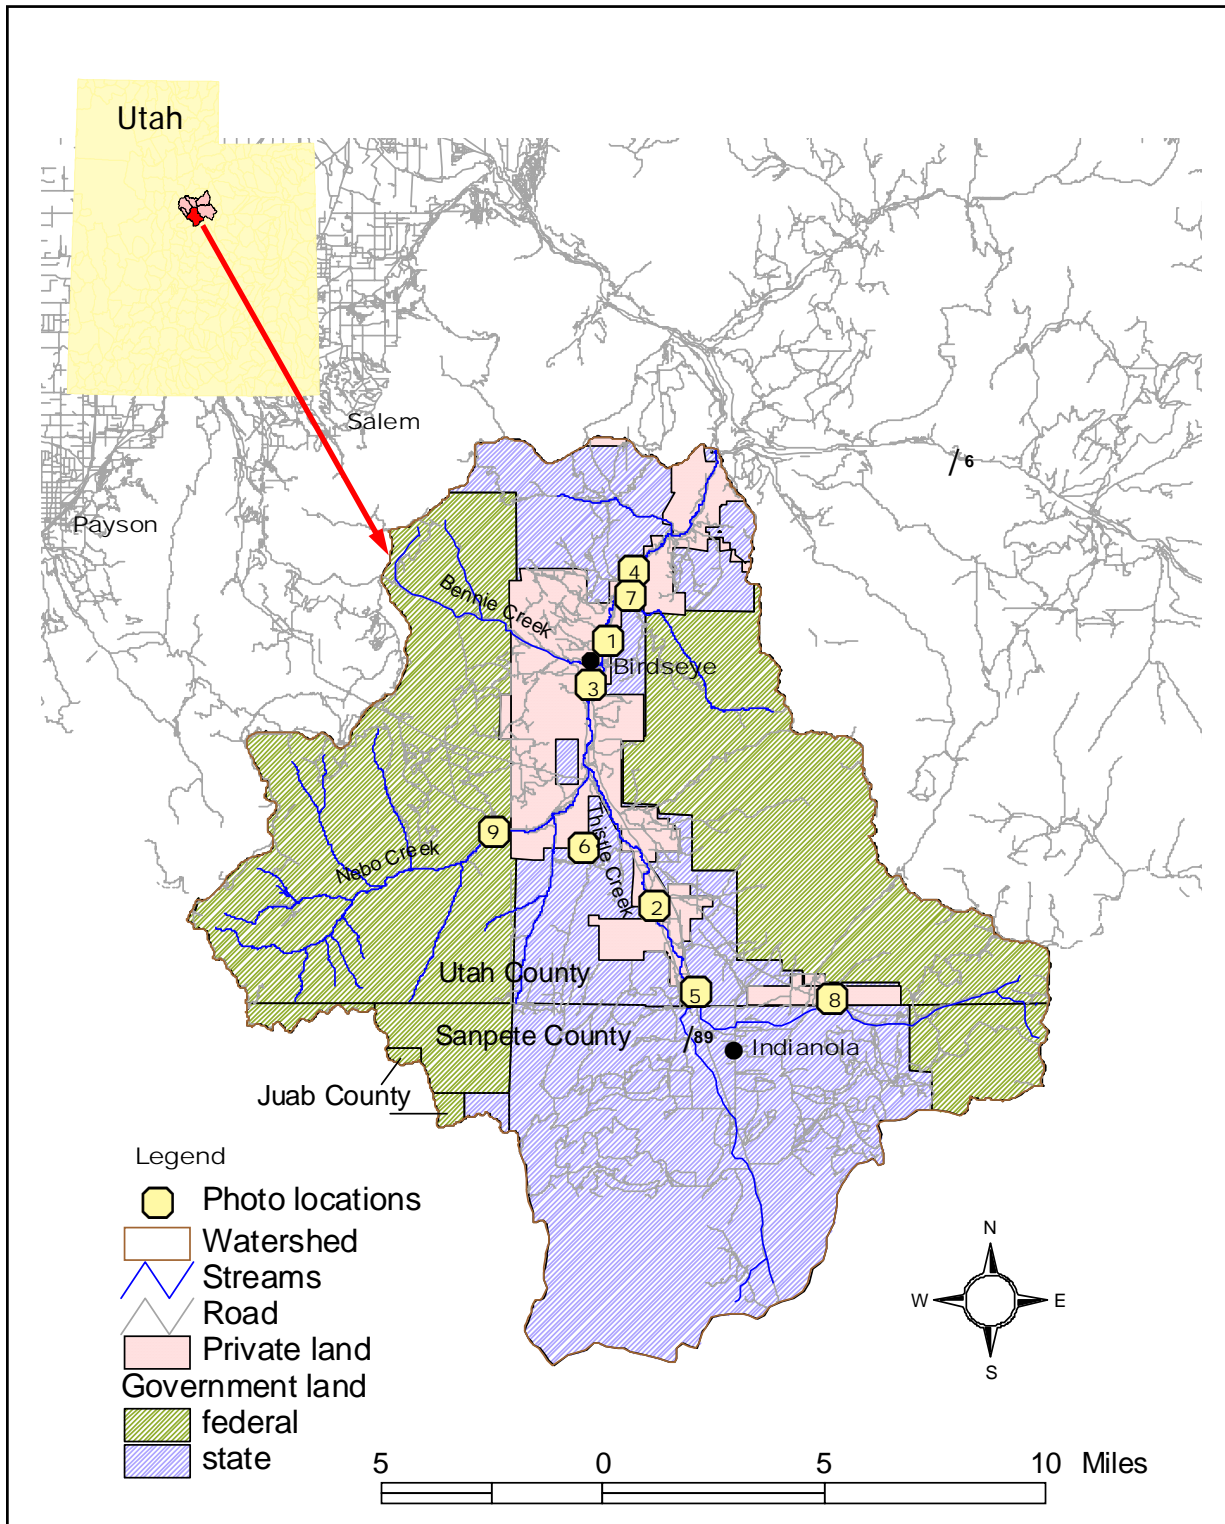 Utah
Salem
6
Payson
4
Bennie Creek
7
1
Birdseye
3
Thistle Creek
9
6
Nebo Creek
2
Utah County
5
8
Sanpete County
89
Indianola
Juab County
Legend
Photo locations
Watershed
Streams
Road
Private land
Government land
federal
state
N
W E
S
5 0 5 10 Miles